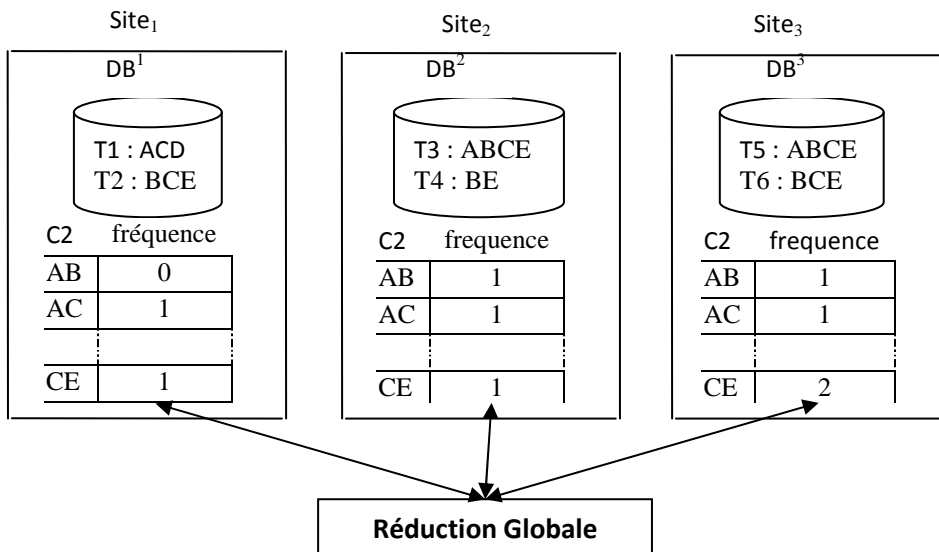 Site1
DB1
T1 : ACD
T2 : BCE
C2 fréquence
AB 0
AC 1
CE 1
Site2
DB2
T3 : ABCE
T4 : BE
C2 frequence
AB 1
AC 1
CE 1
Site3
DB3
T5 : ABCE
T6 : BCE
C2 frequence
AB 1
AC 1
CE 2
Réduction Globale